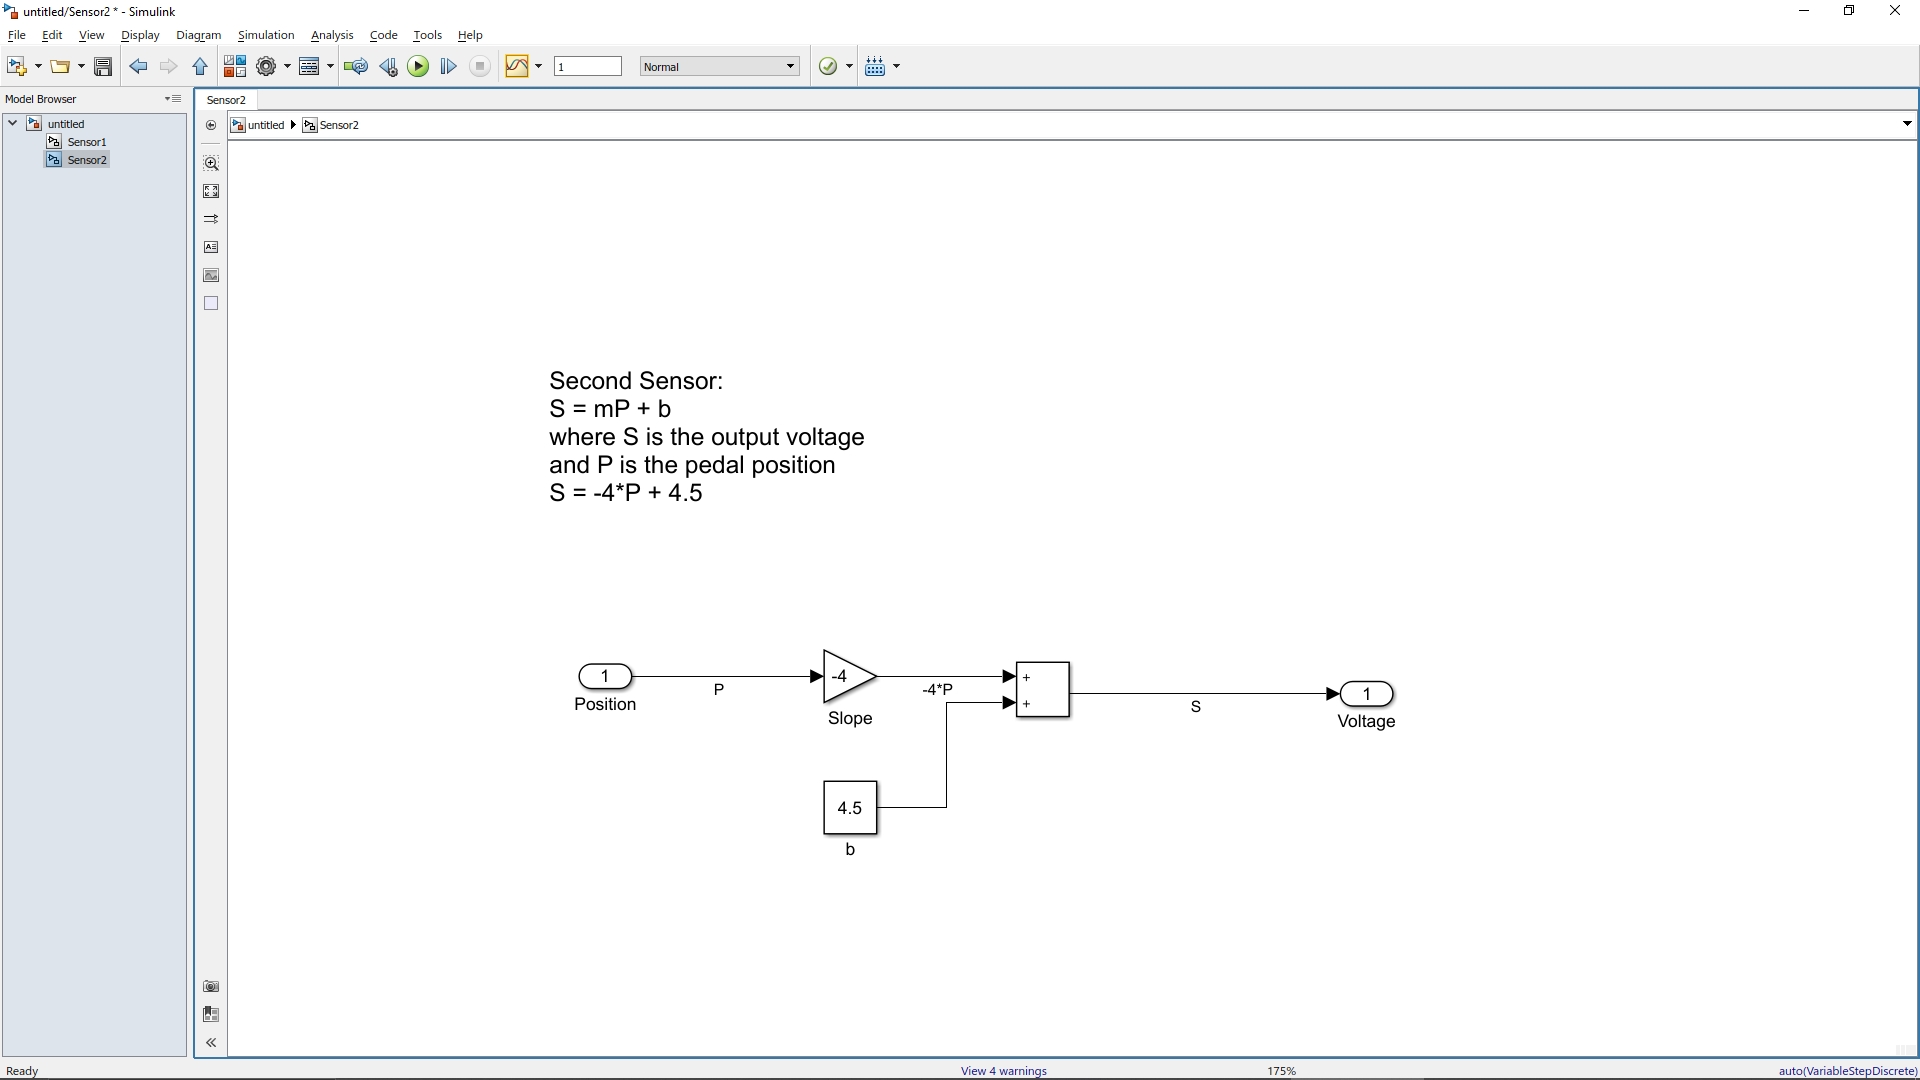 untitled/Sensor2 * - Simulink
File Edit View Display Diagram Simulation Analysis Code Tools Help
1 Normal
Model Browser
Sensor2
untitled
Sensor1
Sensor2
untitled Sensor2
Second Sensor:
S = mP + b
where S is the output voltage
and P is the pedal position
S = -4*P + 4.5
1
Position
P
-4
Slope
-4*P
+
+
S
1
Voltage
4.5
b
Ready View 4 warnings 175% auto(VariableStepDiscrete)